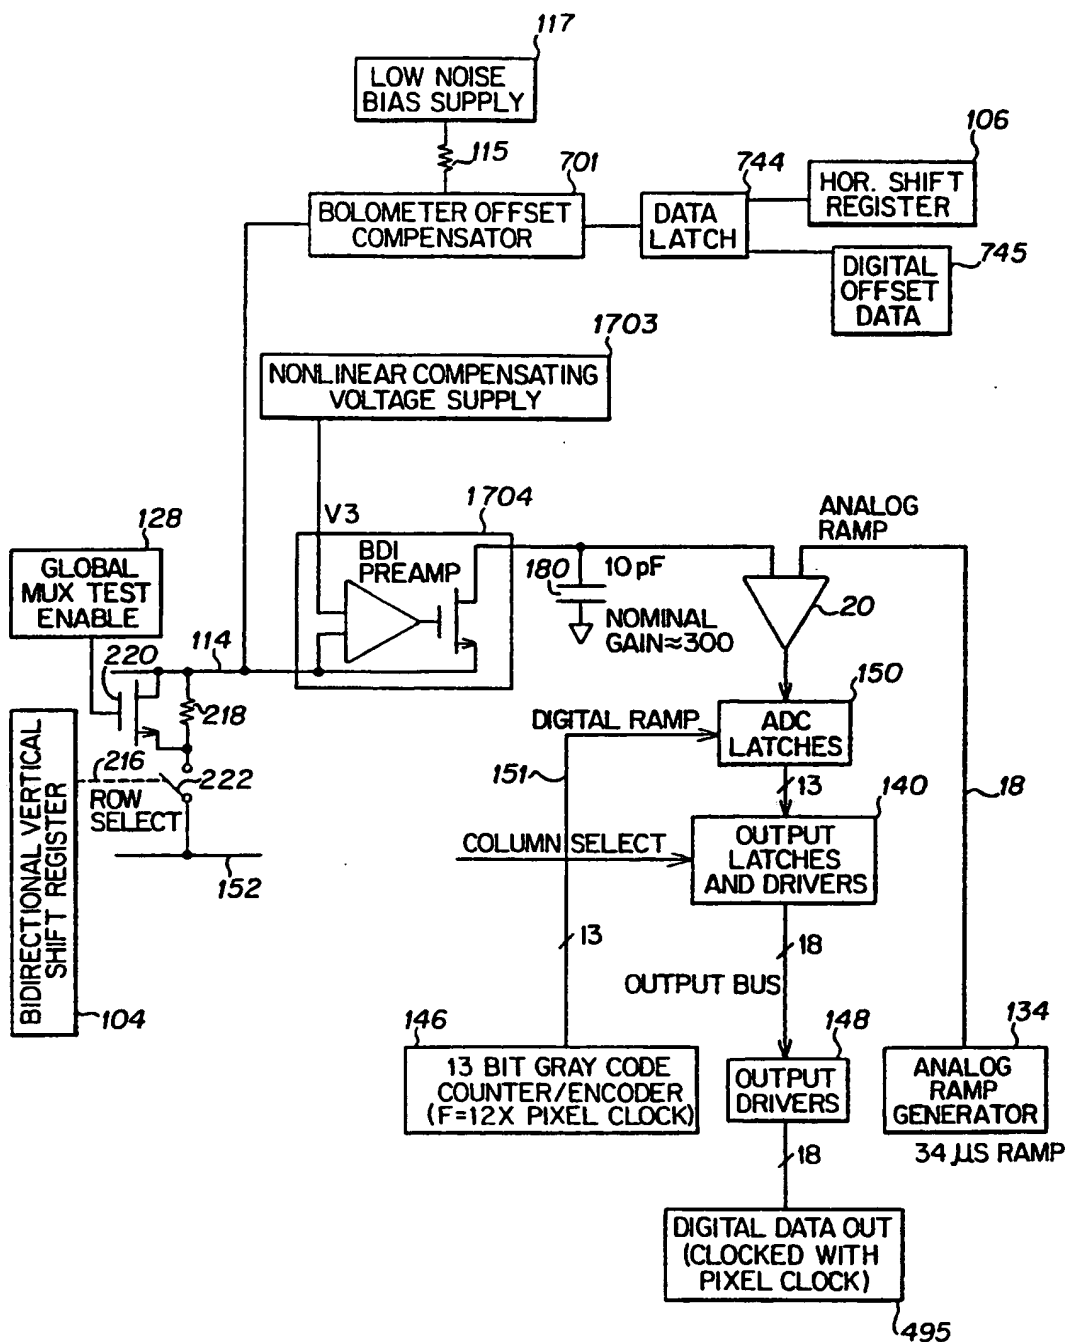 117
LOW NOISE
BIAS SUPPLY
115
701
744
106
BOLOMETER OFFSET
COMPENSATOR
DATA
LATCH
HOR. SHIFT
REGISTER
745
DIGITAL
OFFSET
DATA
1703
NONLINEAR COMPENSATING
VOLTAGE SUPPLY
V3
1704
BDI
PREAMP
ANALOG
RAMP
128
GLOBAL
MUX TEST
ENABLE
180
10 pF
NOMINAL
GAIN≈300
20
220
114
218
150
DIGITAL RAMP
ADC
LATCHES
BIDIRECTIONAL VERTICAL
SHIFT REGISTER
216
222
ROW
SELECT
151
13
140
18
COLUMN SELECT
OUTPUT
LATCHES
AND DRIVERS
152
13
18
OUTPUT BUS
104
146
148
134
13 BIT GRAY CODE
COUNTER/ENCODER
(F=12X PIXEL CLOCK)
OUTPUT
DRIVERS
ANALOG
RAMP
GENERATOR
34 µS RAMP
18
DIGITAL DATA OUT
(CLOCKED WITH
PIXEL CLOCK)
495